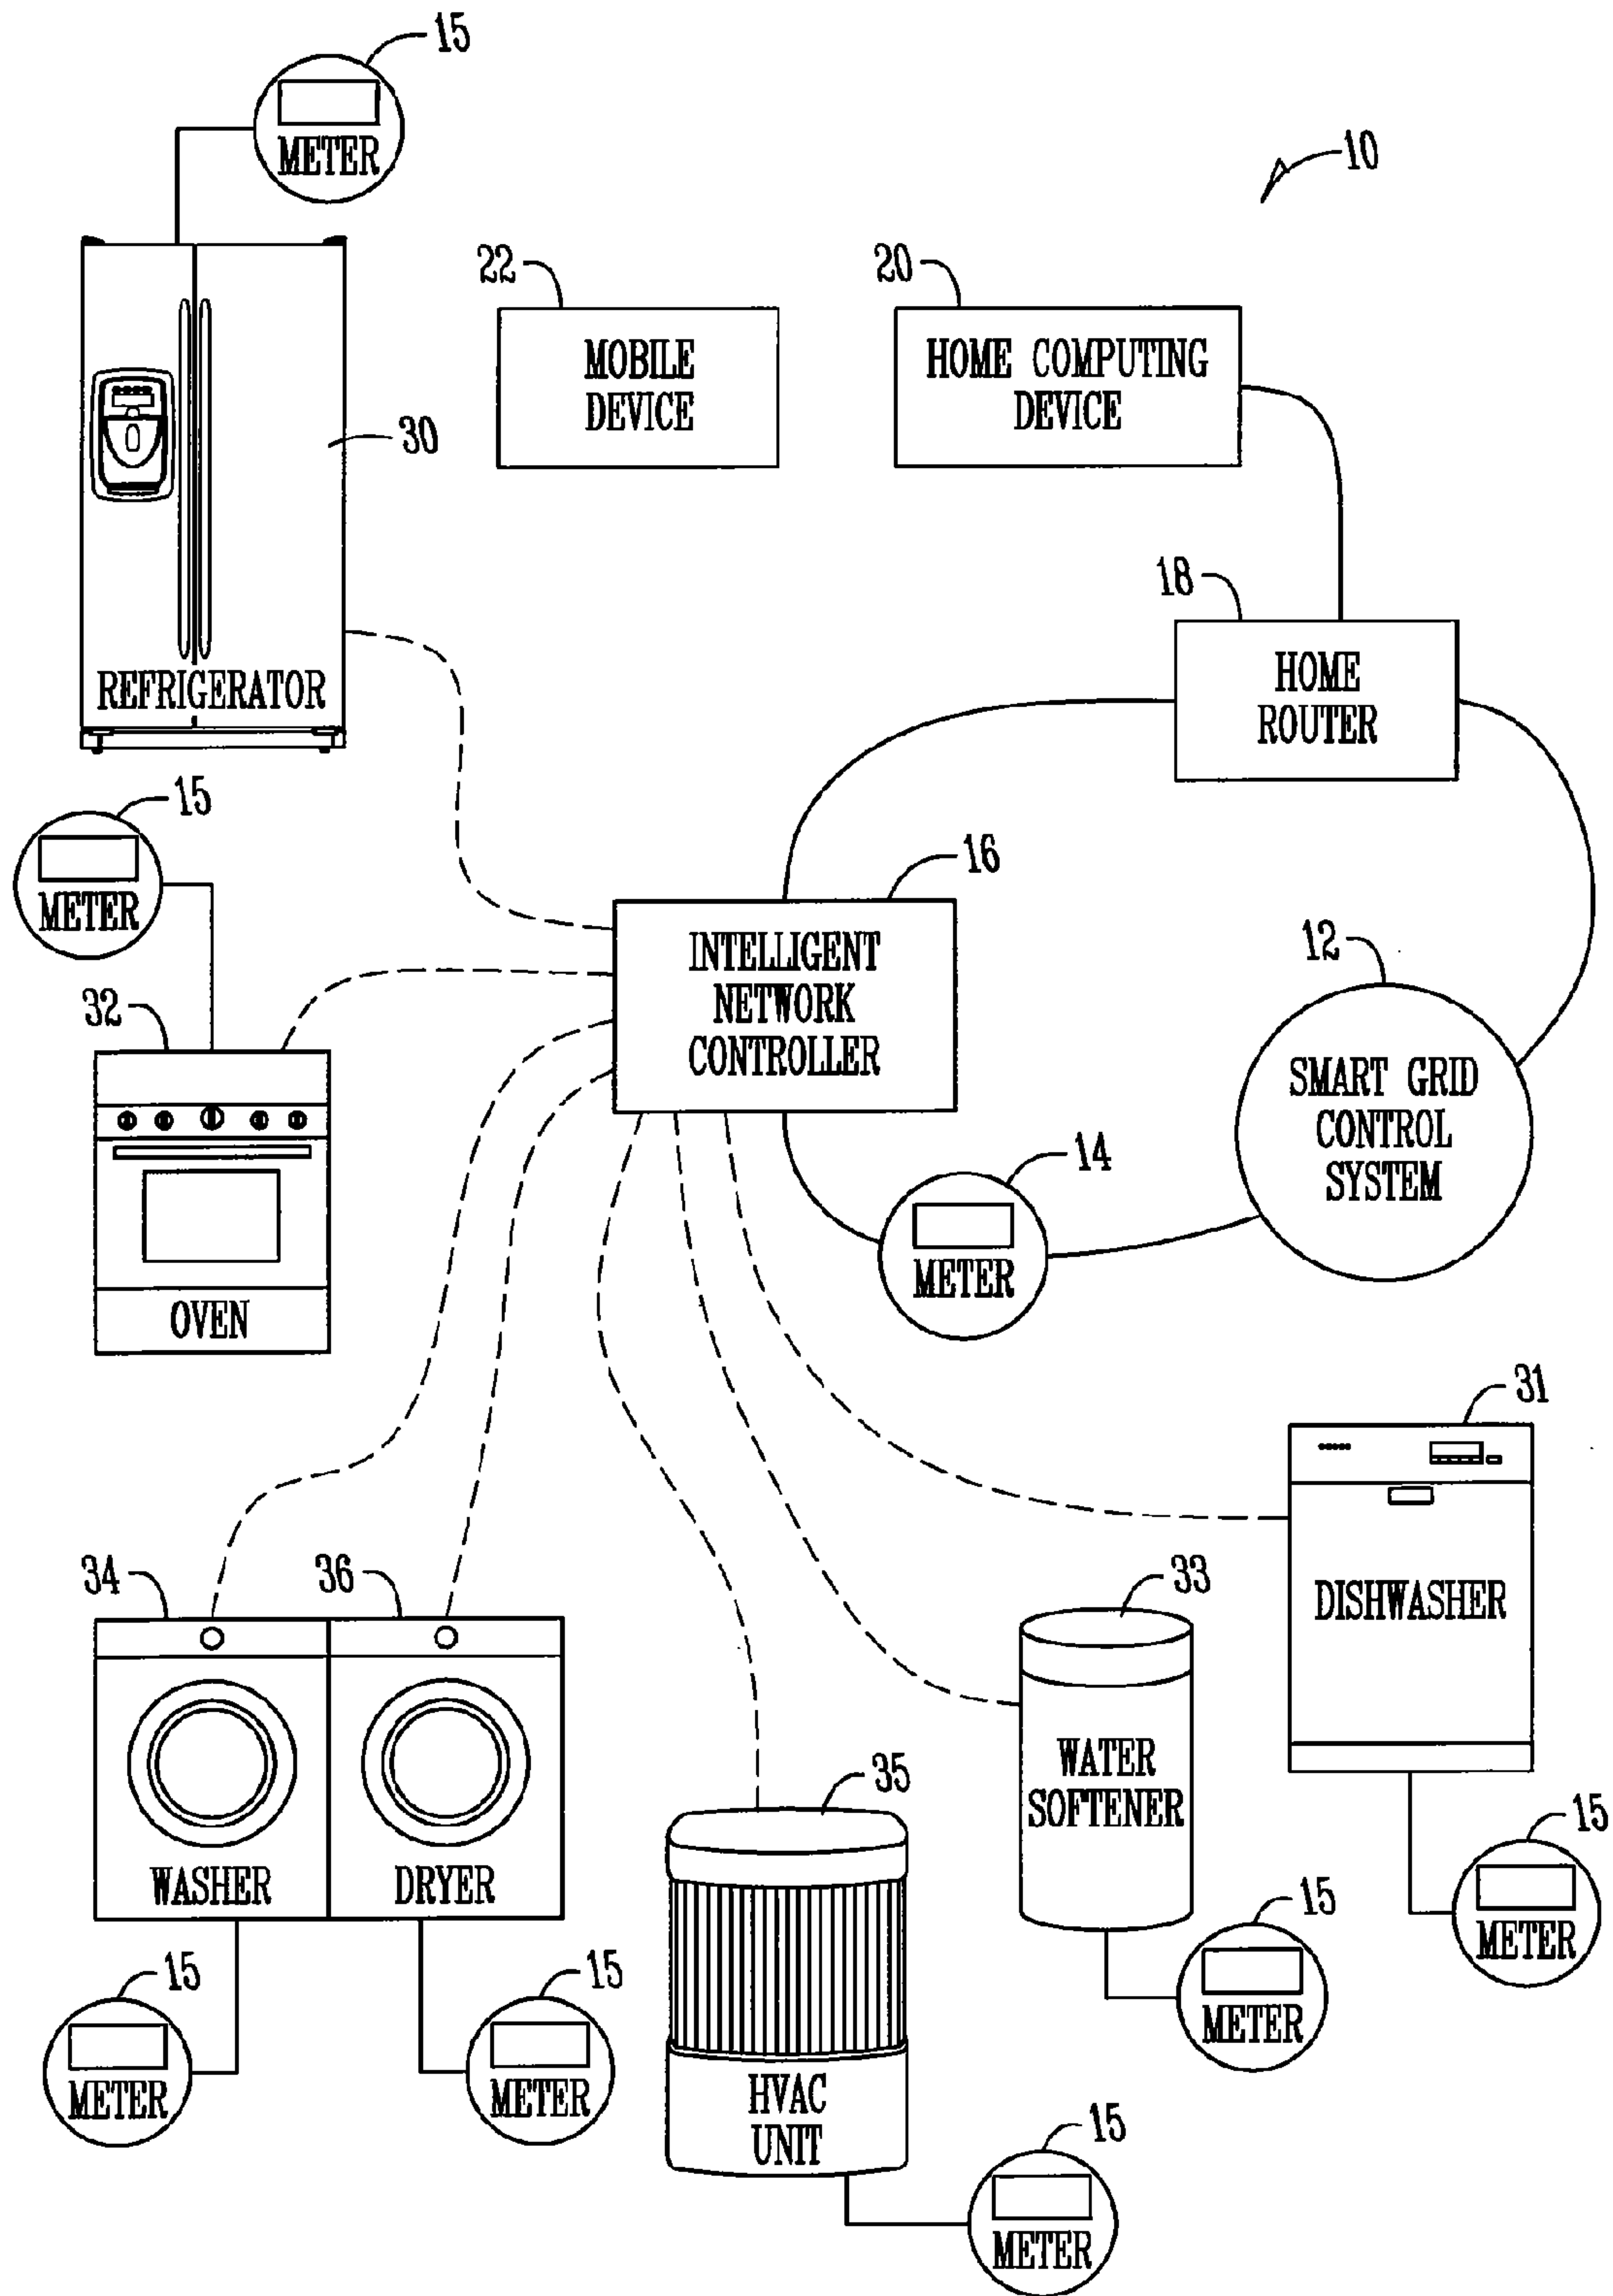 15
METER
10
22
20
MOBILE
DEVICE
HOME COMPUTING
DEVICE
30
18
REFRIGERATOR
HOME
ROUTER
15
METER
16
INTELLIGENT
NETWORK
CONTROLLER
12
32
SMART GRID
CONTROL
SYSTEM
14
METER
OVEN
31
DISHWASHER
34
36
33
WATER
SOFTENER
35
WASHER
DRYER
15
METER
15
METER
15
METER
15
METER
HVAC
UNIT
15
METER